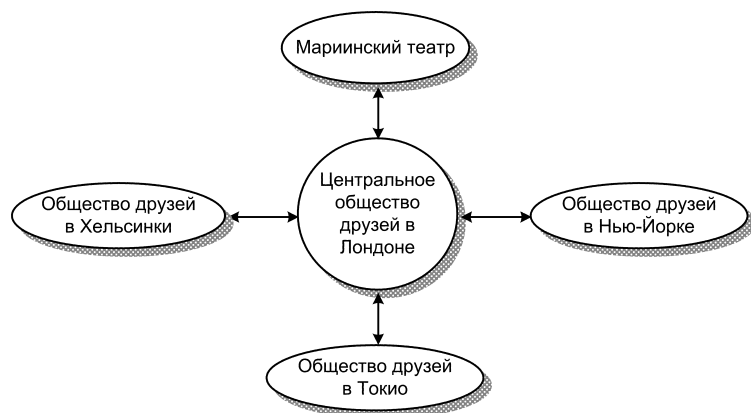 Мариинский театр
Центральное
общество
друзей в
Лондоне
Общество друзей
в Хельсинки
Общество друзей
в Нью-Йорке
Общество друзей
в Токио